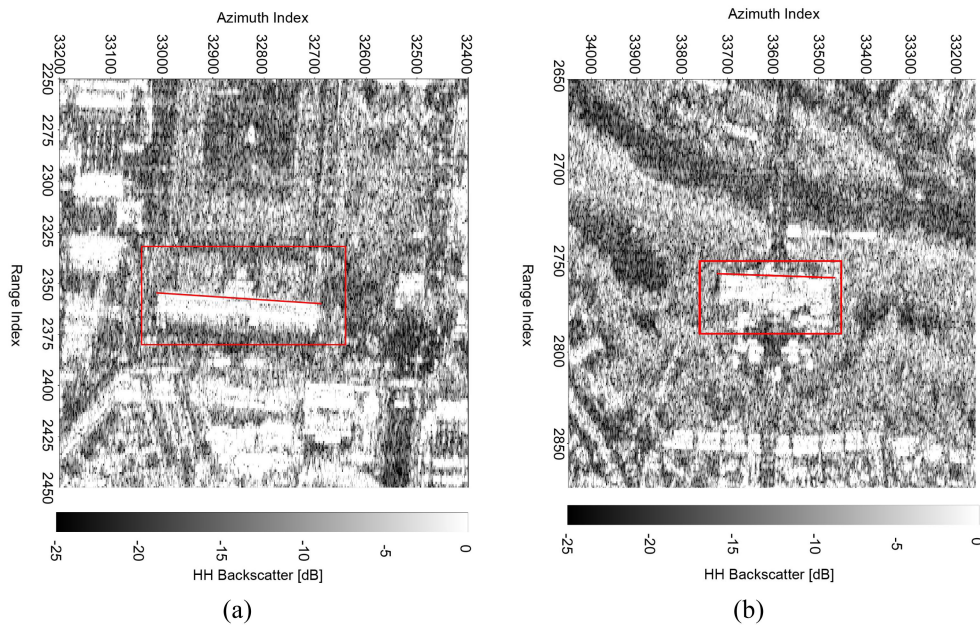 Azimuth Index
33200 33100 33000 32900 32800 32700 32600 32500 32400
2250
2275
2300
2325
2350
2375
2400
2425
2450
Range Index
-25 -20 -15 -10 -5 0
HH Backscatter [dB]
(a)
Azimuth Index
34000 33900 33800 33700 33600 33500 33400 33300 33200
2650
2700
2750
2800
2850
Range Index
-25 -20 -15 -10 -5 0
HH Backscatter [dB]
(b)